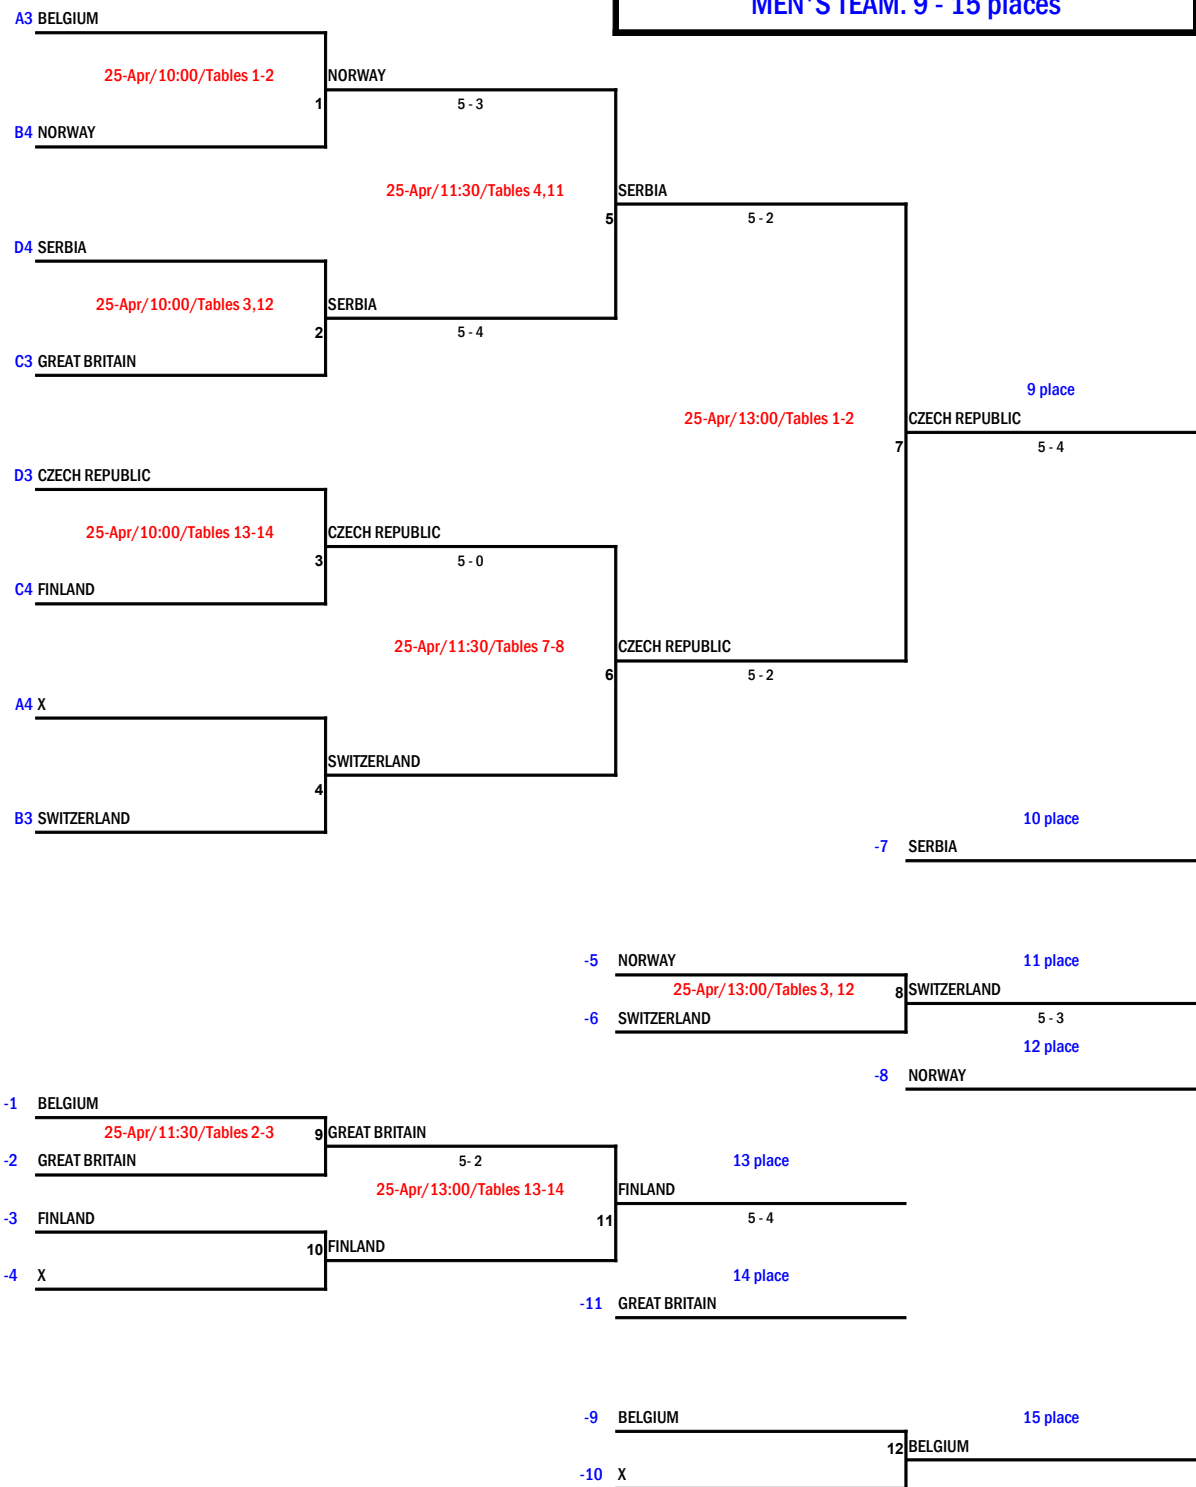 MEN'S TEAM. 9 - 15 places
A3 BELGIUM
25-Apr/10:00/Tables 1-2
NORWAY
1
5 - 3
B4 NORWAY
25-Apr/11:30/Tables 4,11
SERBIA
5
5 - 2
D4 SERBIA
25-Apr/10:00/Tables 3,12
SERBIA
2
5 - 4
C3 GREAT BRITAIN
9 place
25-Apr/13:00/Tables 1-2
CZECH REPUBLIC
7
5 - 4
D3 CZECH REPUBLIC
25-Apr/10:00/Tables 13-14
CZECH REPUBLIC
3
5 - 0
C4 FINLAND
25-Apr/11:30/Tables 7-8
CZECH REPUBLIC
6
5 - 2
A4 X
SWITZERLAND
4
B3 SWITZERLAND
10 place
-7 SERBIA
-5 NORWAY
11 place
25-Apr/13:00/Tables 3, 12
8 SWITZERLAND
-6 SWITZERLAND
5 - 3
12 place
-8 NORWAY
-1 BELGIUM
25-Apr/11:30/Tables 2-3
9 GREAT BRITAIN
-2 GREAT BRITAIN
5- 2
13 place
25-Apr/13:00/Tables 13-14
FINLAND
-3 FINLAND
11
5 - 4
10 FINLAND
-4 X
14 place
-11 GREAT BRITAIN
-9 BELGIUM
15 place
12 BELGIUM
-10 X